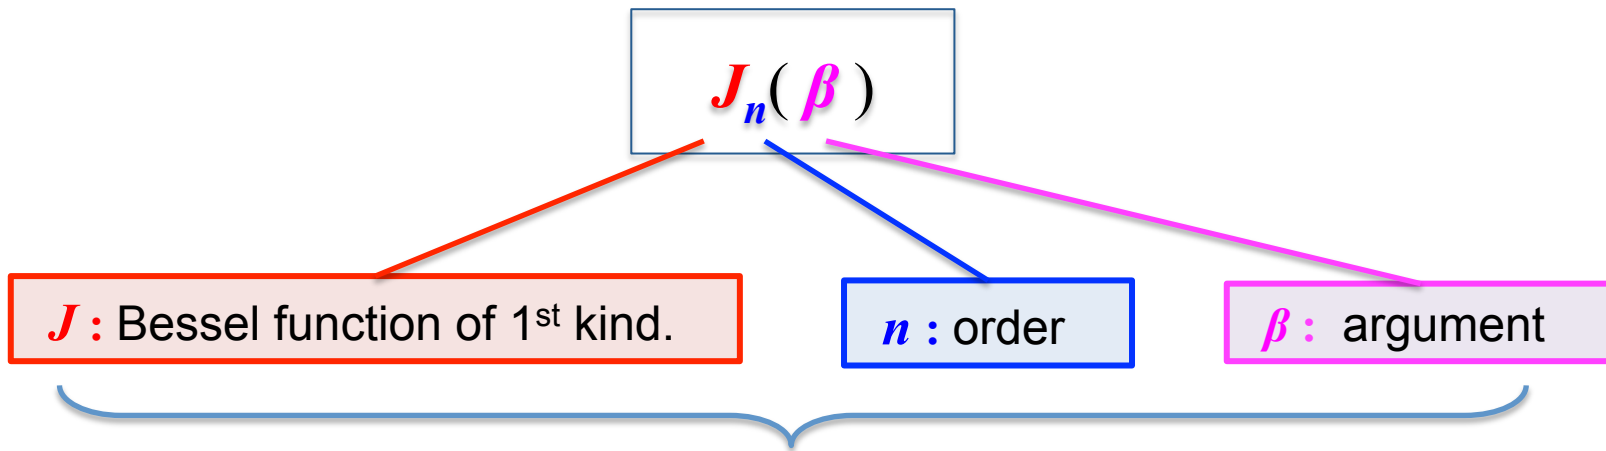 Jn( β )
J : Bessel function of 1st kind.
n : order
β : argument